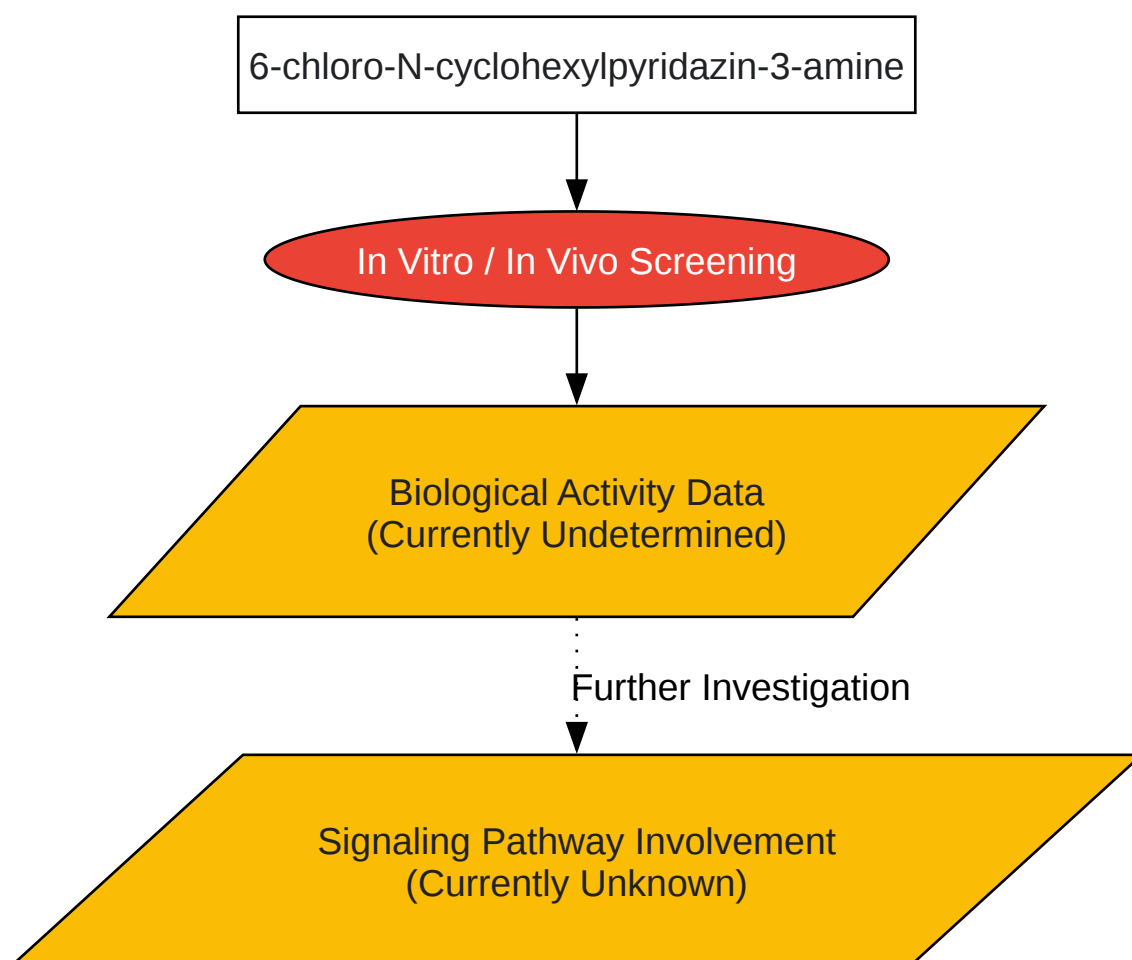 6-chloro-N-cyclohexylpyridazin-3-amine
In Vitro / In Vivo Screening
Biological Activity Data
(Currently Undetermined)
Further Investigation
Signaling Pathway Involvement
(Currently Unknown)